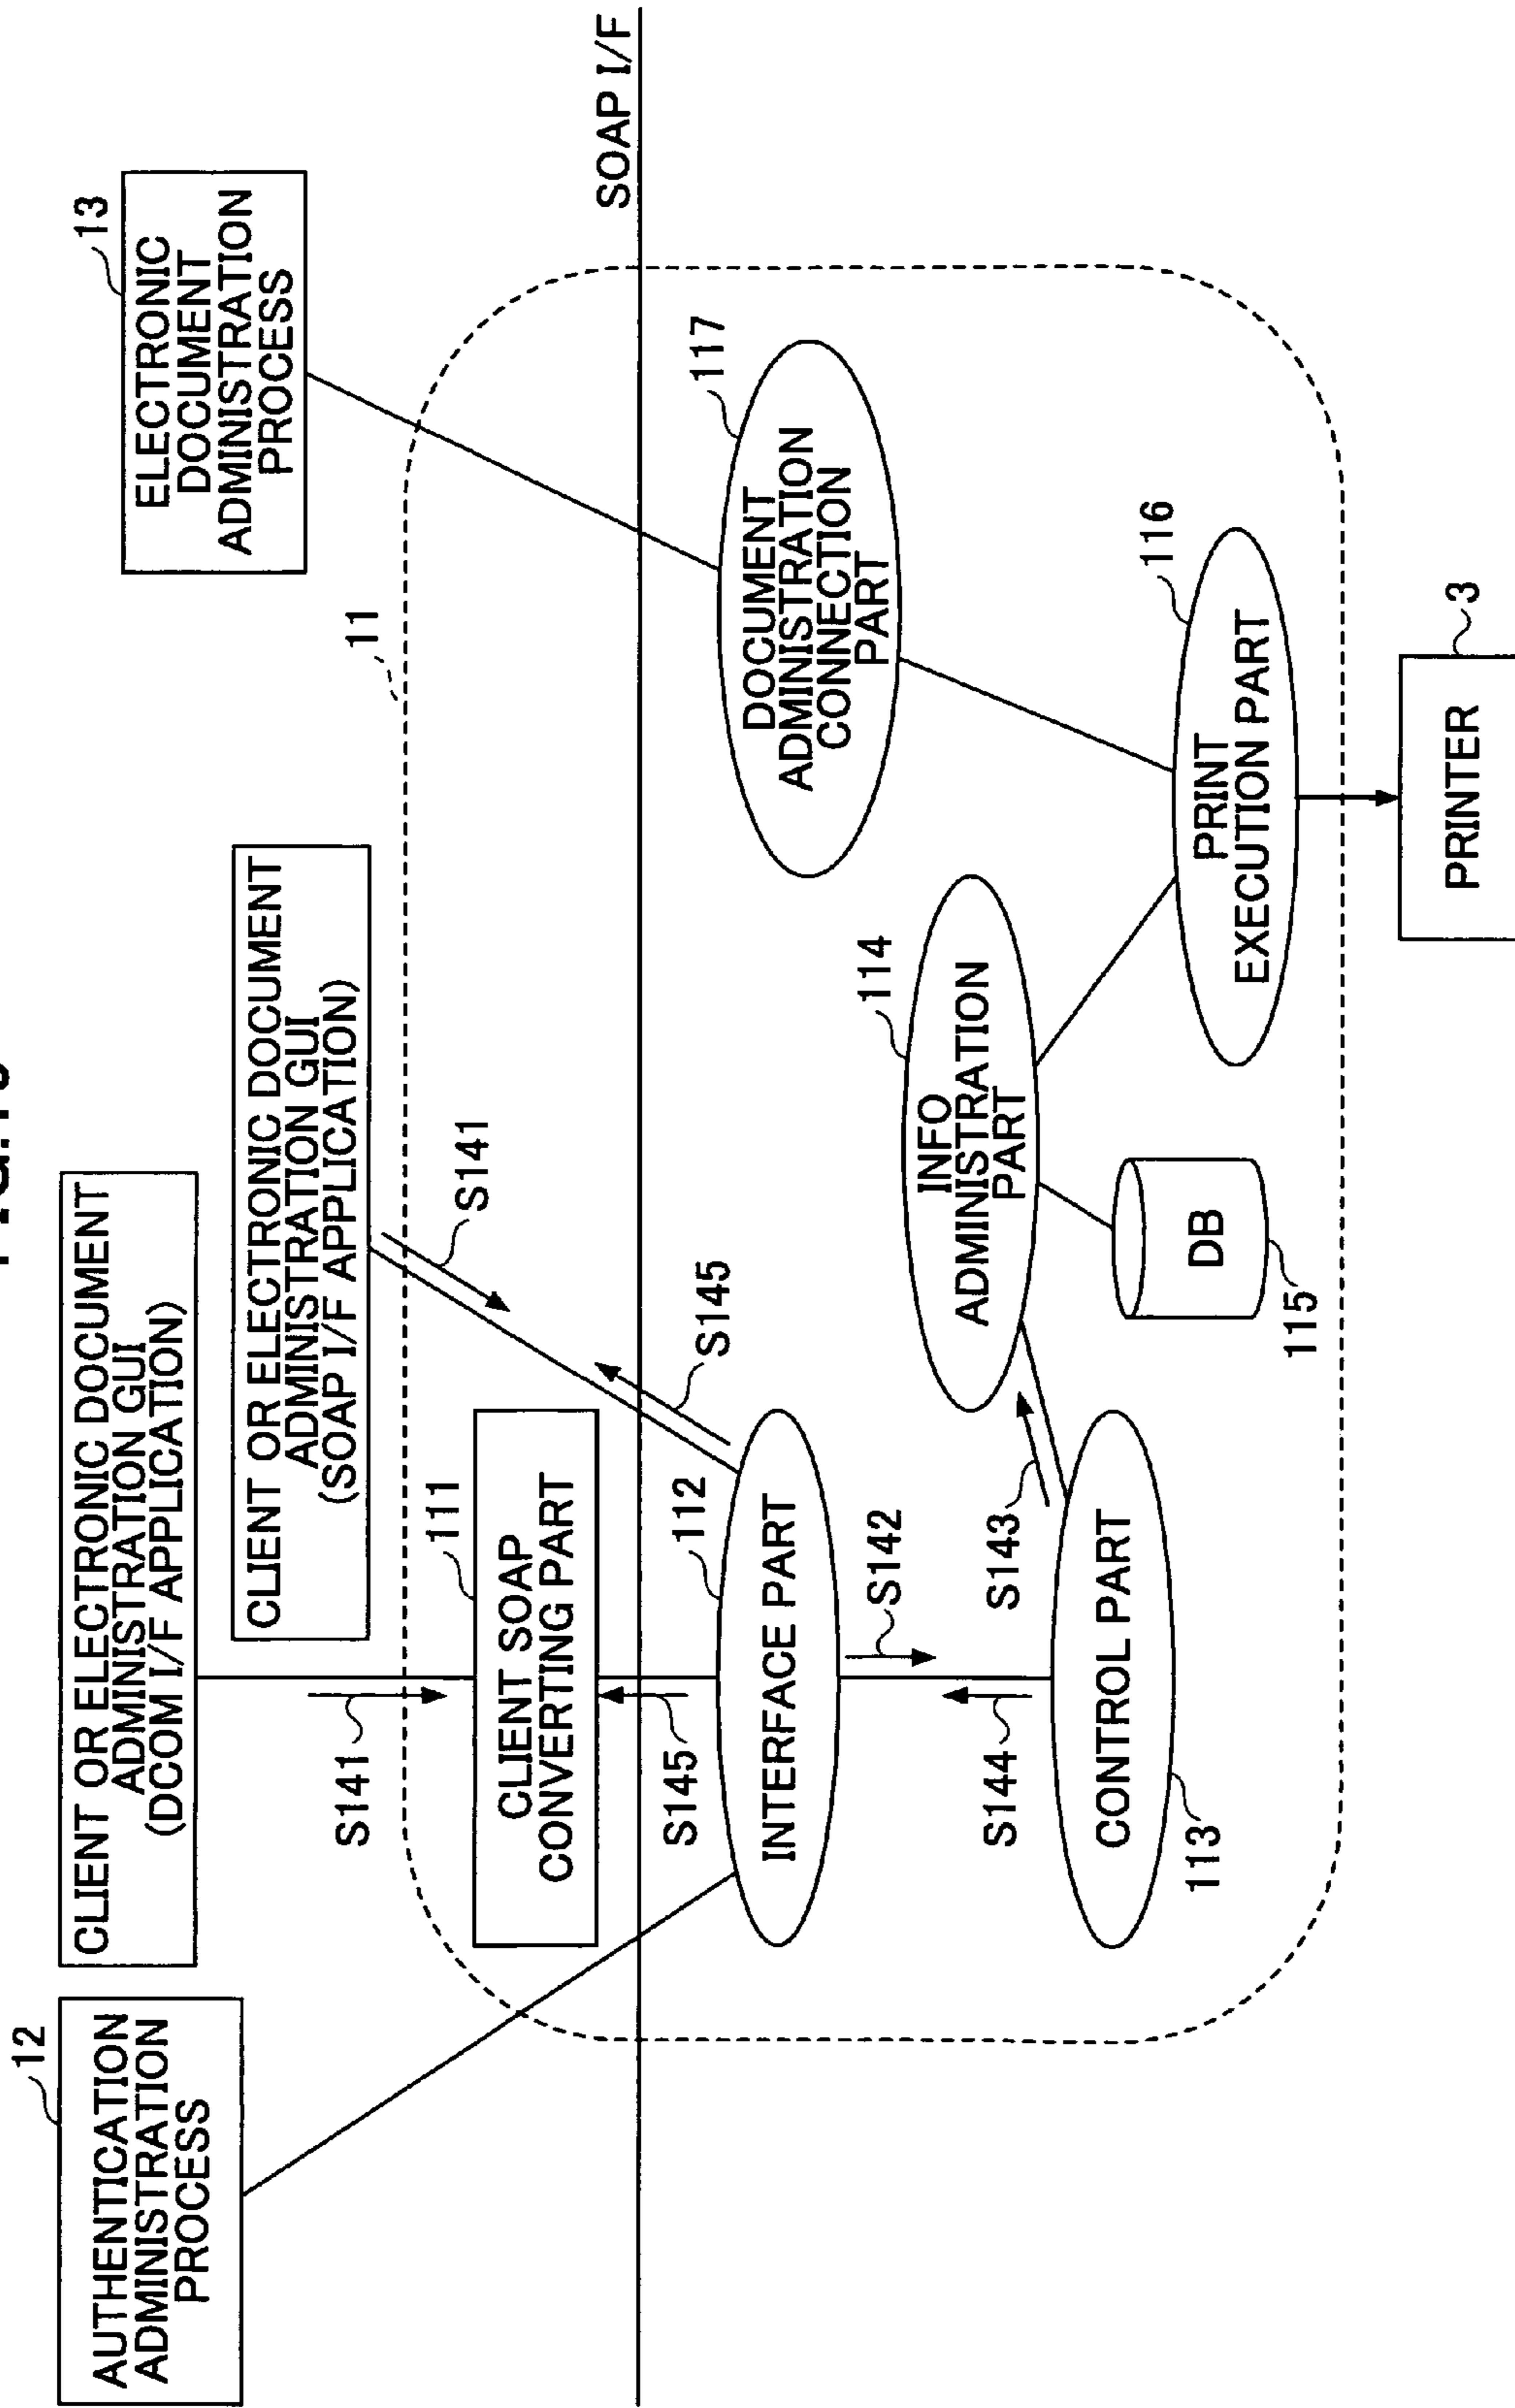 12
AUTHENTICATION
ADMINISTRATION
PROCESS
CLIENT OR ELECTRONIC DOCUMENT
ADMINISTRATION GUI
(DCOM I/F APPLICATION)
CLIENT OR ELECTRONIC DOCUMENT
ADMINISTRATION GUI
(SOAP I/F APPLICATION)
13
ELECTRONIC
DOCUMENT
ADMINISTRATION
PROCESS
11
S141
S141
111
CLIENT SOAP
CONVERTING PART
SOAP I/F
S145
S145
112
INTERFACE PART
117
DOCUMENT
ADMINISTRATION
CONNECTION
PART
S142
114
INFO
ADMINISTRATION
PART
S144
S143
113
CONTROL PART
DB
115
116
PRINT
EXECUTION PART
PRINTER
3